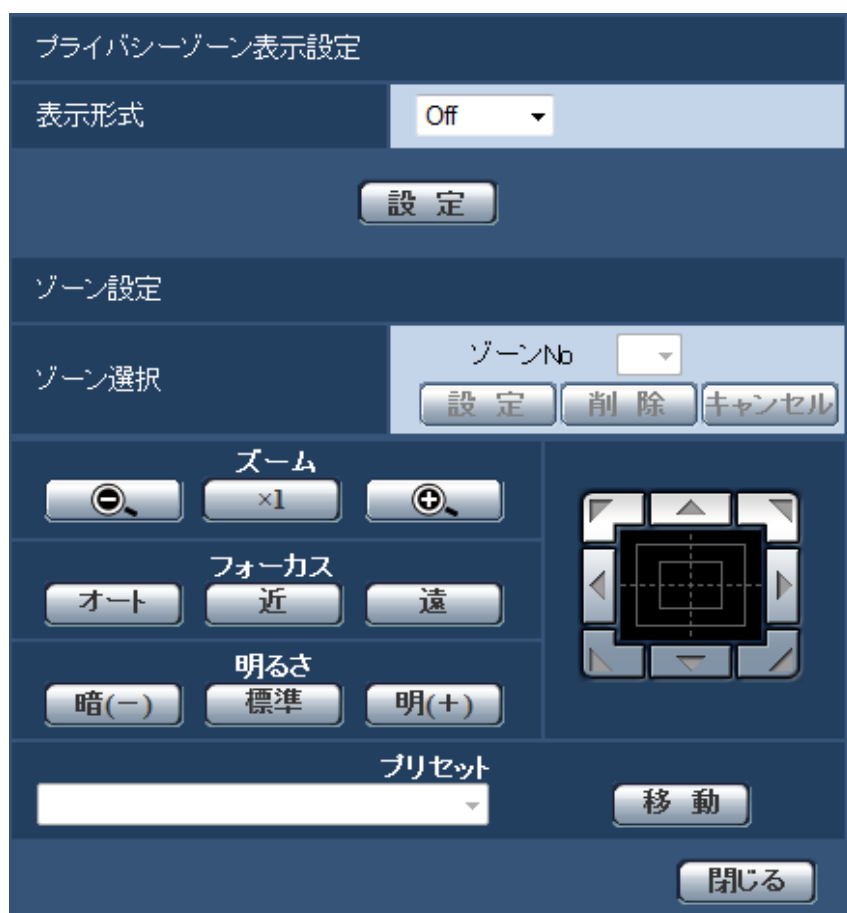 プライバシーゾーン表示設定
表示形式 Off
設 定
ゾーン設定
ゾーン選択
ゾーンNo
設 定 削 除 キャンセル
ズーム
×1
フォーカス
オート 近 遠
明るさ
暗(－) 標準 明(＋)
プリセット
移 動
閉じる